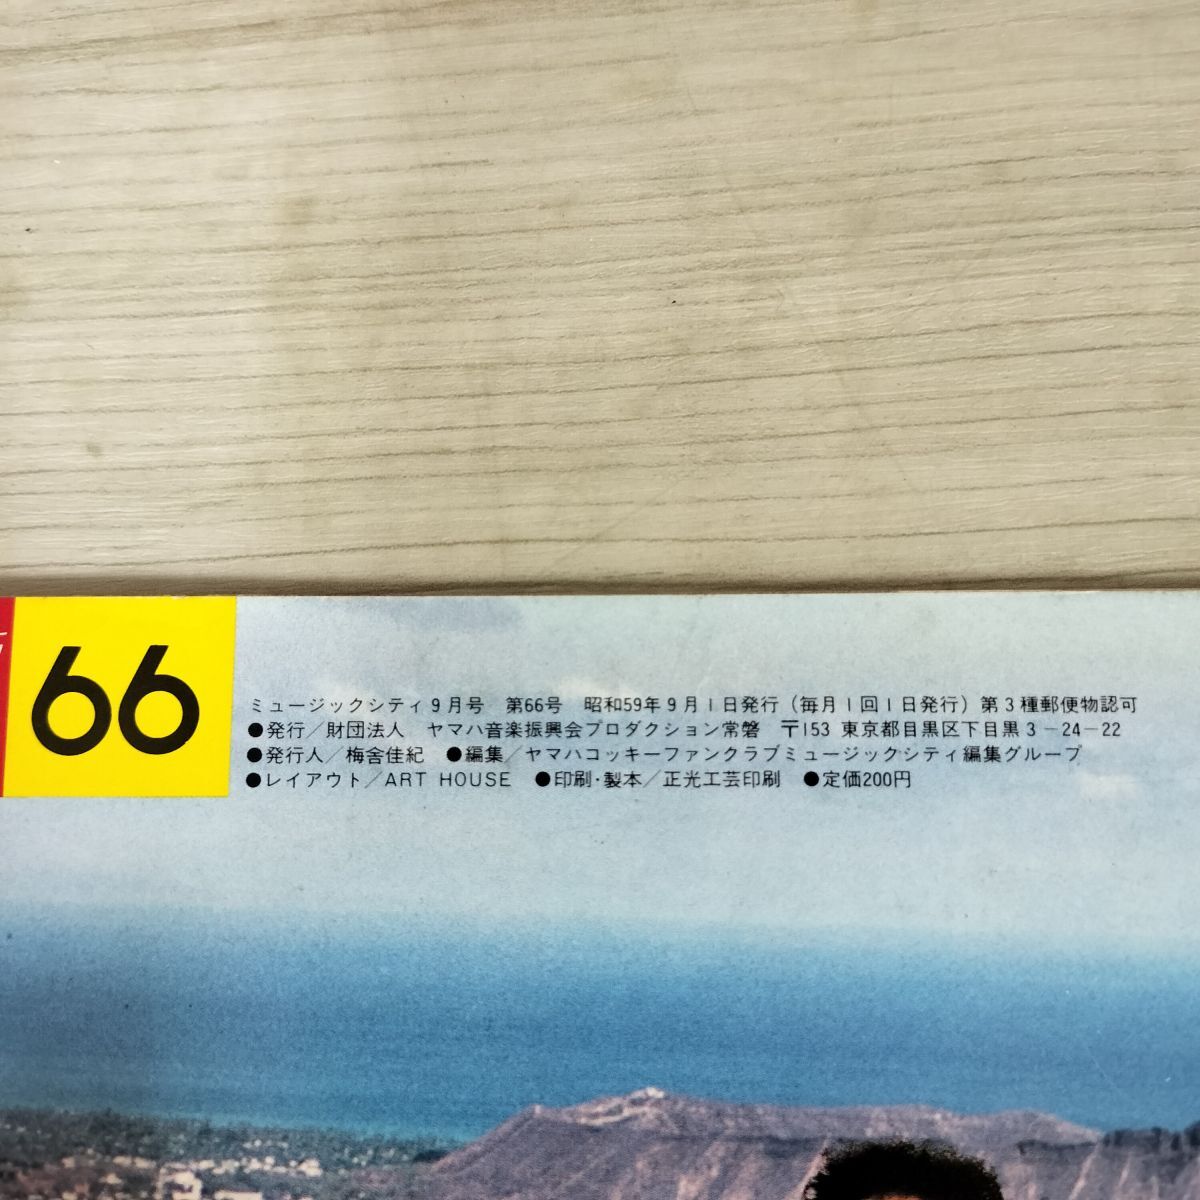 66
ミュージックシティ9月号 第66号 昭和59年9月1日発行(毎月1回1日発行)第3種郵便物認可
●発行/財団法人 ヤマハ音楽振興会プロダクション常磐 〒153 東京都目黒区下目黒3-24-22
●発行人/梅舎佳紀 ●編集/ヤマハコッキーファンクラブミュージックシティ編集グループ
●レイアウト/ART HOUSE ●印刷・製本/正光工芸印刷 ●定価200円